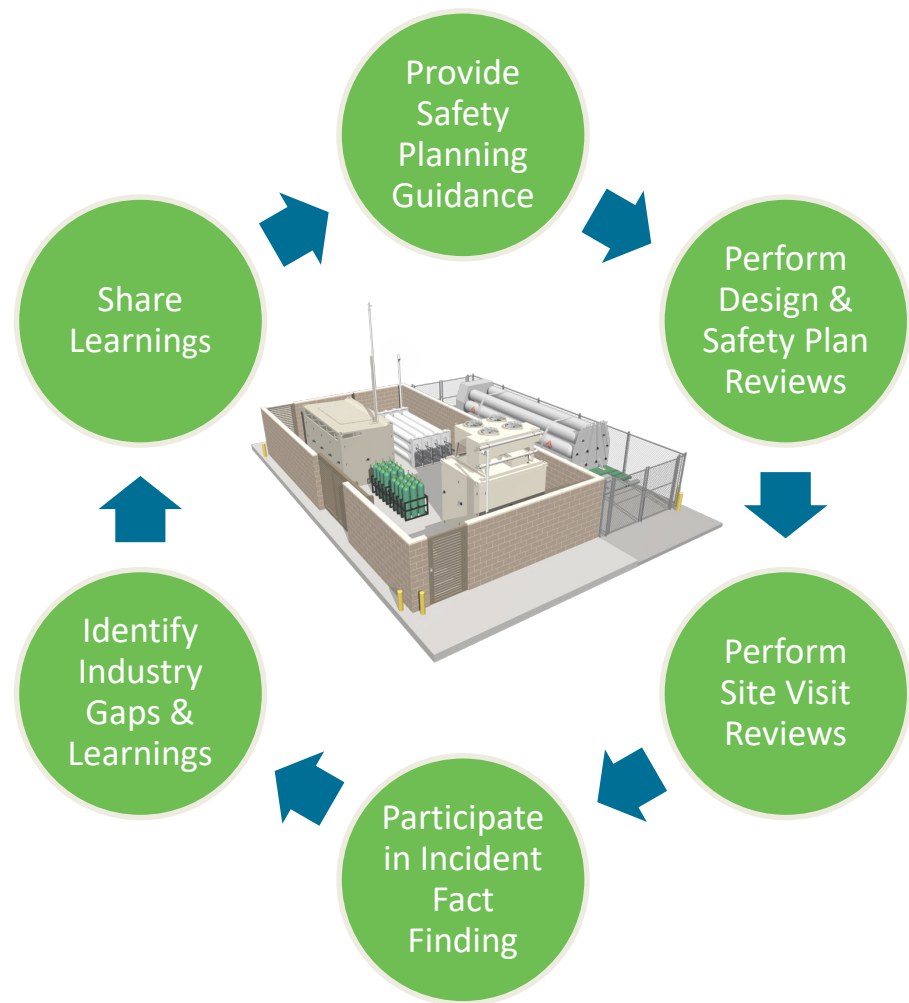 Provide
Safety
Planning
Guidance
Perform
Design &
Safety Plan
Reviews
Perform
Site Visit
Reviews
Participate
in Incident
Fact
Finding
Identify
Industry
Gaps &
Learnings
Share
Learnings